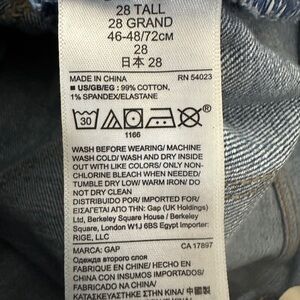 28 TALL
28 GRAND
46-48/72CM
28
日本 28
MADE IN CHINA RN 54023
■ US/GB/EG : 99% COTTON,
1% SPANDEX/ELASTANE
30
1166
WASH BEFORE WEARING/ MACHINE
WASH COLD/ WASH AND DRY INSIDE
OUT WITH LIKE COLORS/ ONLY NON-
CHLORINE BLEACH WHEN NEEDED/
TUMBLE DRY LOW/ WARM IRON/ DO
NOT DRY CLEAN
DISTRIBUIDO POR/ IMPORTED BY/
ΕΙΣΑΓΕΤΑΙ ΑΠΟ ΤΗΝ: Gap (UK Holdings)
Ltd, Berkeley Square House / Berkeley
Square, London W1J 6BS Egypt Importer:
RIGE, LLC
MARCA: GAP CA 17897
Одежда второго слоя
FABRIQUE EN CHINE/ HECHO EN
CHINA CON INSUMOS IMPORTADOS/
FABRICADO NA CHINA/
ΚΑΤΑΣΚΕΥΑΣΤΗΚΕ ΣΤΗΝ ΚΙΝΑ/